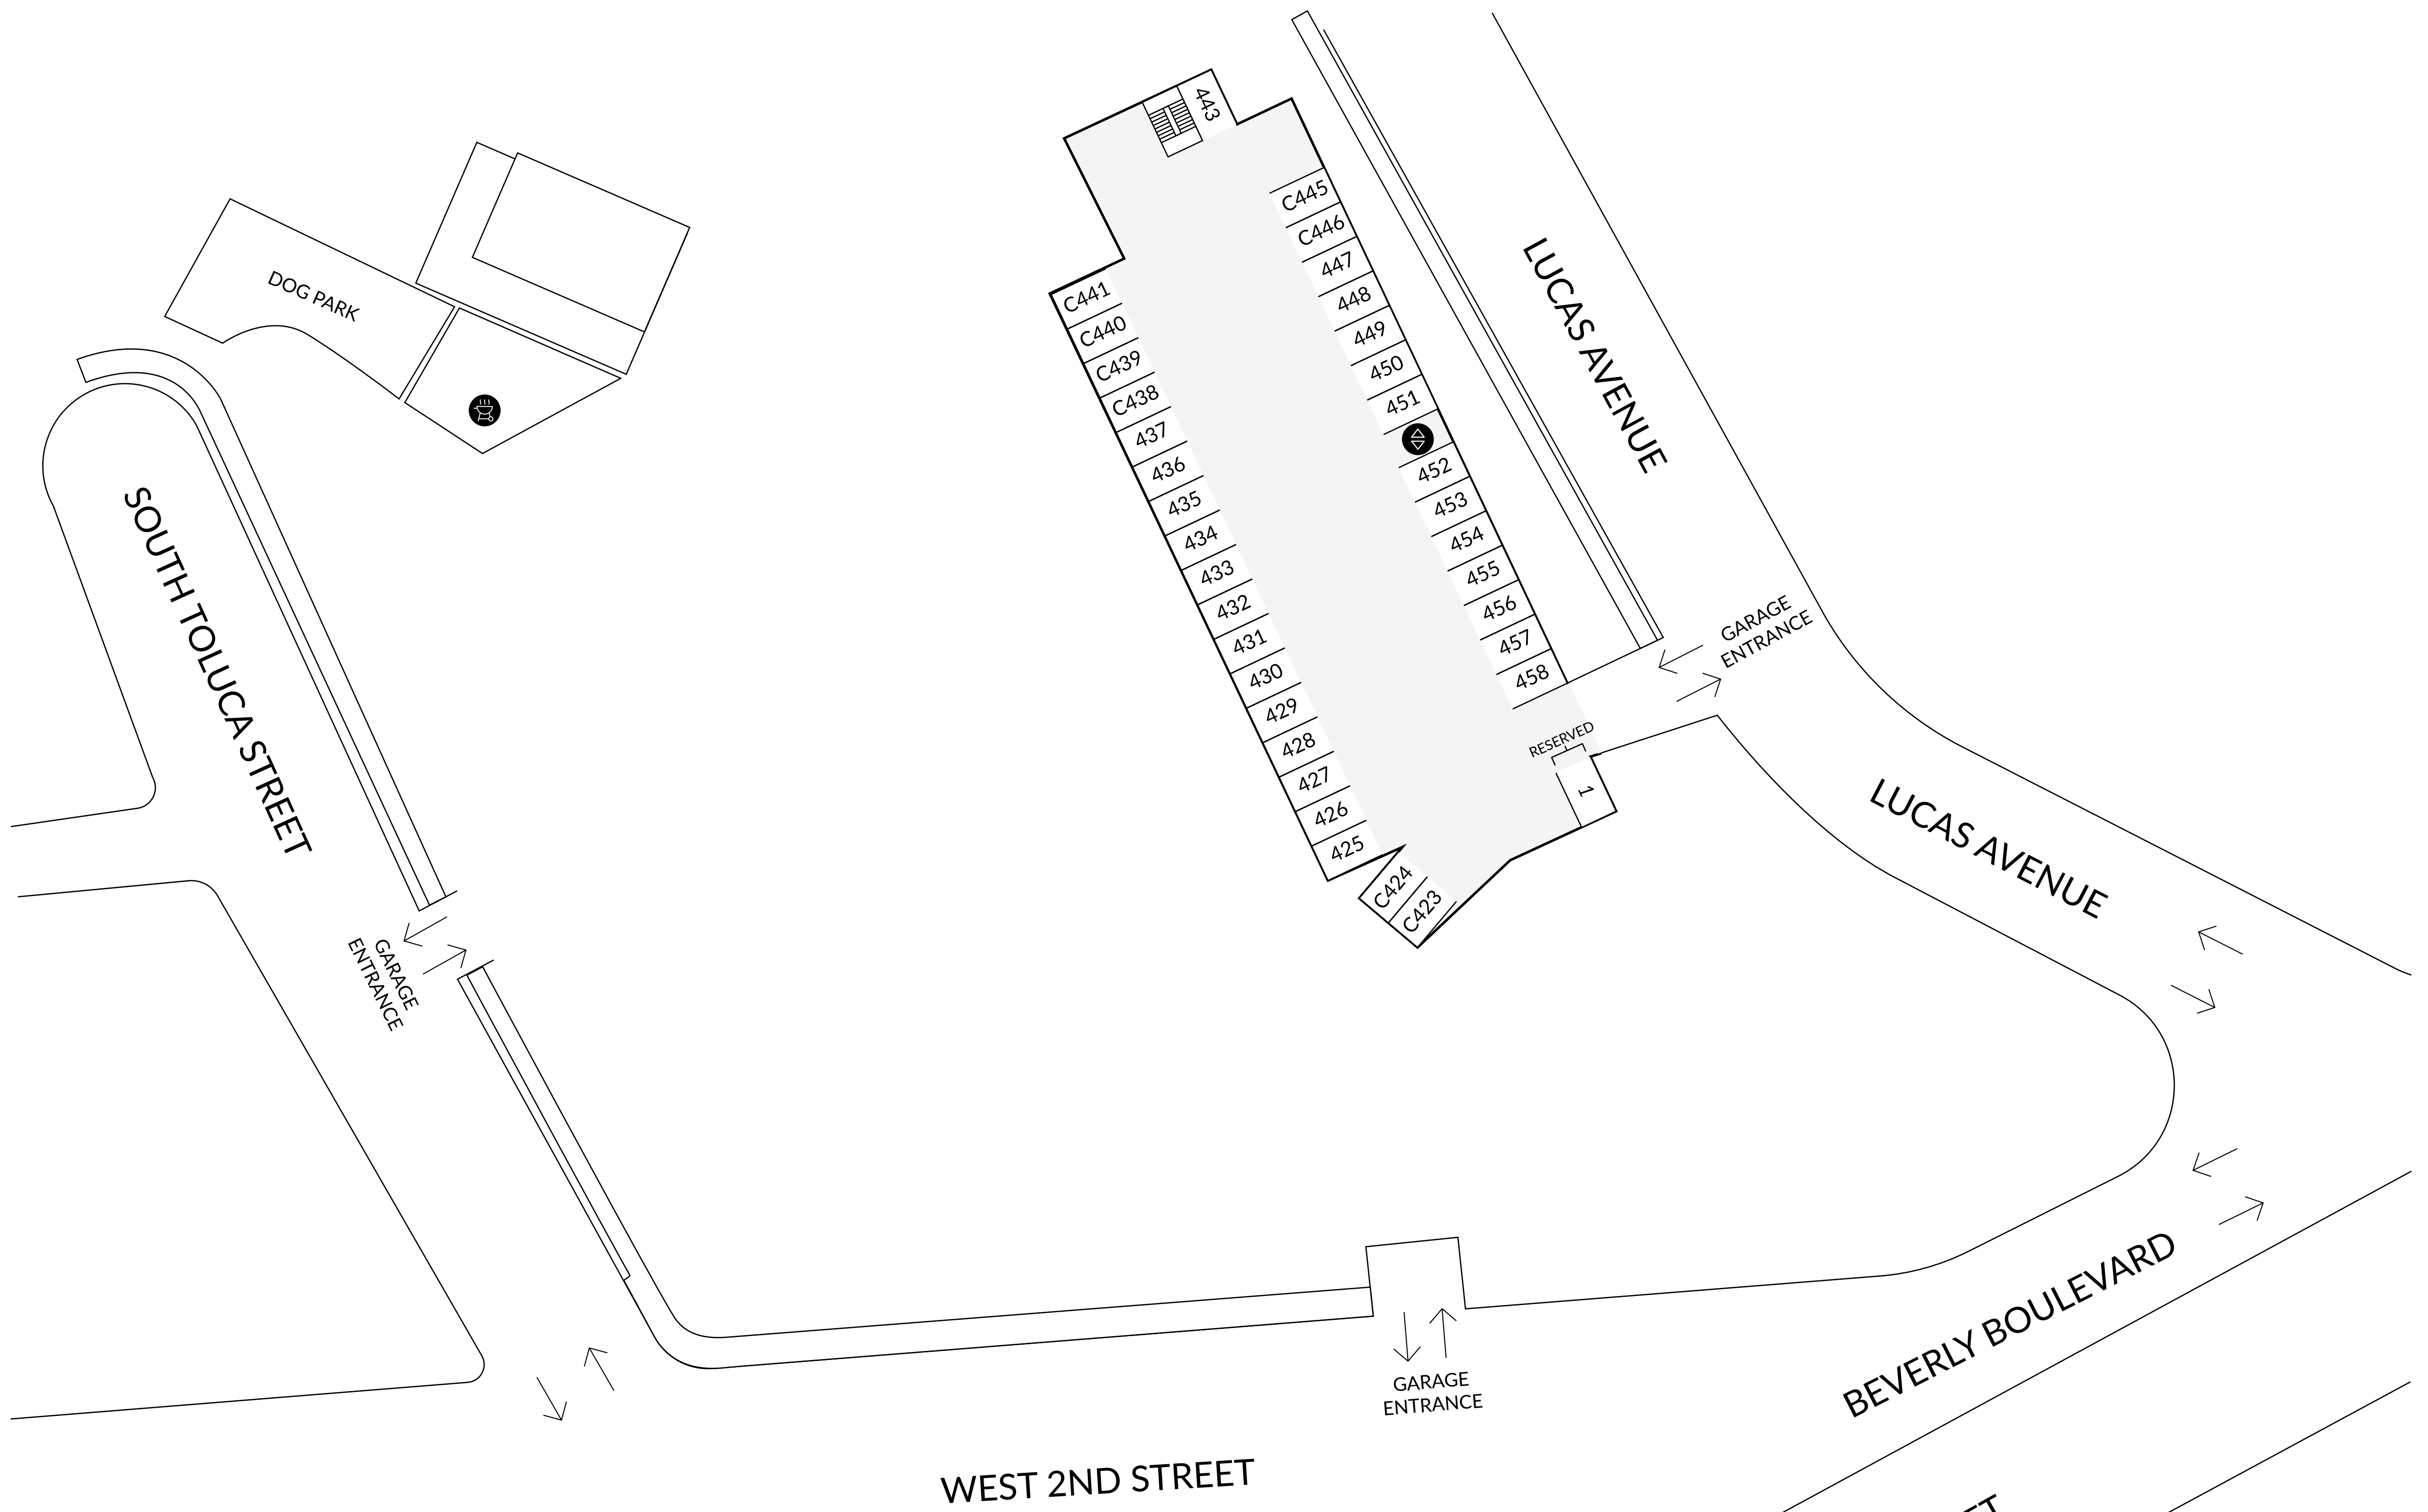 443
C445
C446
447
448
449
450
451
452
453
454
455
456
457
458
C441
C440
C439
C438
437
436
435
434
433
432
431
430
429
428
427
426
425
C424
C423
RESERVED
1
DOG PARK
SOUTH TOLUCA STREET
GARAGE
ENTRANCE
LUCAS AVENUE
GARAGE
ENTRANCE
LUCAS AVENUE
GARAGE
ENTRANCE
BEVERLY BOULEVARD
WEST 2ND STREET